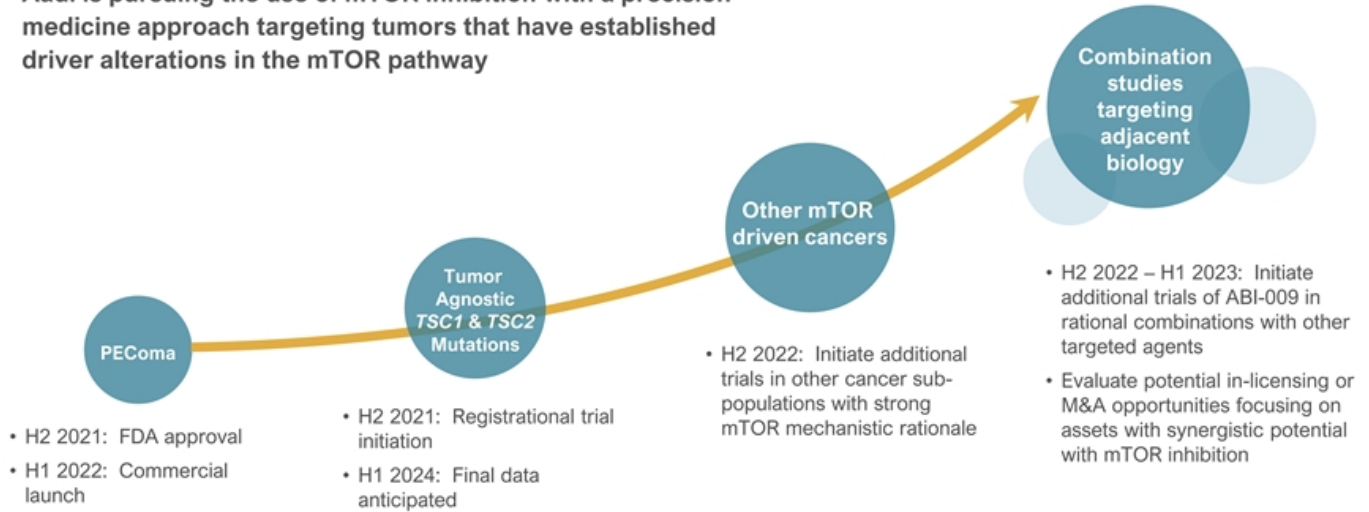 medicine approach targeting tumors that have established
driver alterations in the mTOR pathway
PEComa
• H2 2021: FDA approval
• H1 2022: Commercial
launch
Tumor
Agnostic
TSC1 & TSC2
Mutations
• H2 2021: Registrational trial
initiation
• H1 2024: Final data
anticipated
Other mTOR
driven cancers
• H2 2022: Initiate additional
trials in other cancer sub-
populations with strong
mTOR mechanistic rationale
Combination
studies
targeting
adjacent
biology
• H2 2022 – H1 2023: Initiate
additional trials of ABI-009 in
rational combinations with other
targeted agents
• Evaluate potential in-licensing or
M&A opportunities focusing on
assets with synergistic potential
with mTOR inhibition